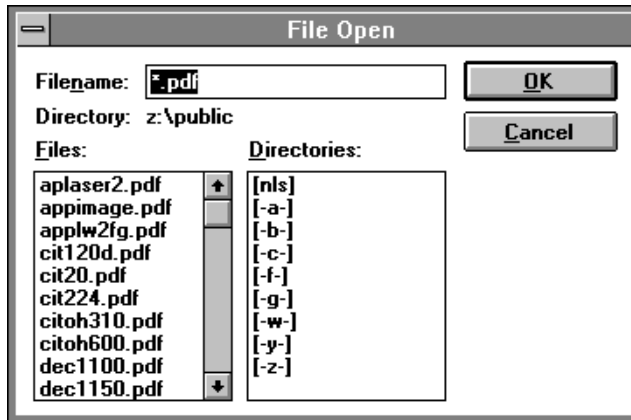 File Open
Filename: *.pdf
OK
Directory: z:\public
Cancel
Files:
Directories:
aplaser2.pdf
appimage.pdf
applw2fg.pdf
cit120d.pdf
cit20.pdf
cit224.pdf
citoh310.pdf
citoh600.pdf
dec1100.pdf
dec1150.pdf
[nls]
[-a-]
[-b-]
[-c-]
[-f-]
[-g-]
[-w-]
[-y-]
[-z-]